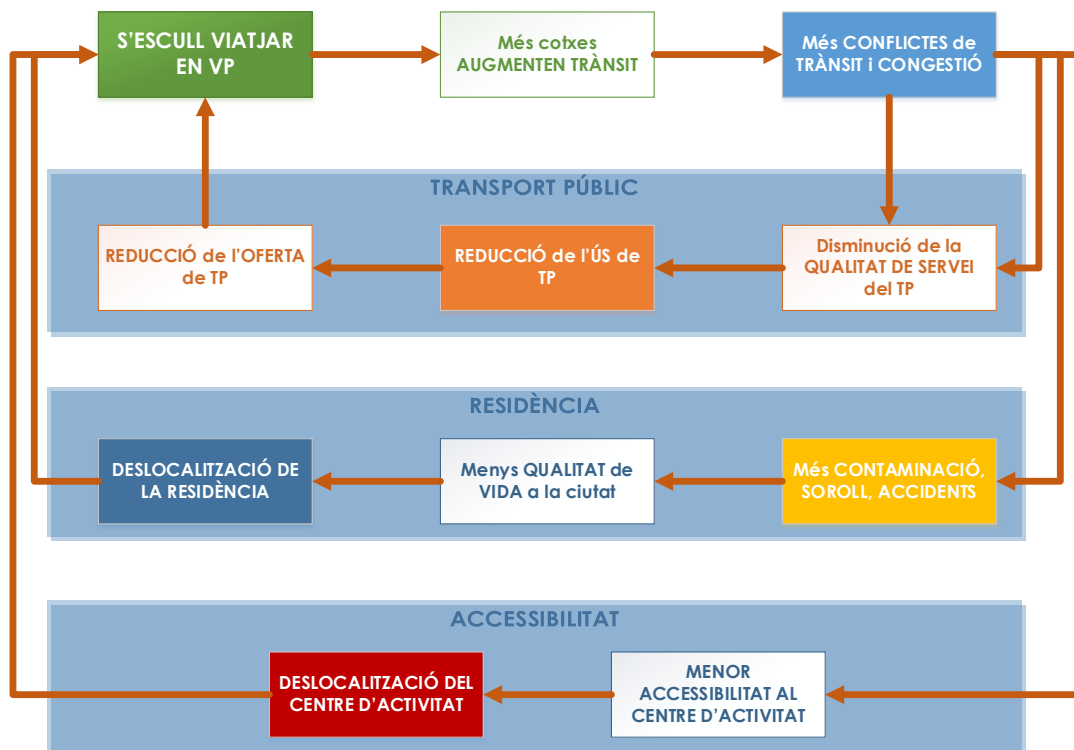 S’ESCULL VIATJAR
EN VP
Més cotxes
AUGMENTEN TRÀNSIT
Més CONFLICTES de
TRÀNSIT i CONGESTIÓ
TRANSPORT PÚBLIC
REDUCCIÓ de l’OFERTA
de TP
REDUCCIÓ de l’ÚS de
TP
Disminució de la
QUALITAT DE SERVEI
del TP
RESIDÈNCIA
DESLOCALITZACIÓ DE
LA RESIDÈNCIA
Menys QUALITAT de
VIDA a la ciutat
Més CONTAMINACIÓ,
SOROLL, ACCIDENTS
ACCESSIBILITAT
DESLOCALITZACIÓ DEL
CENTRE D’ACTIVITAT
MENOR
ACCESSIBILITAT AL
CENTRE D’ACTIVITAT